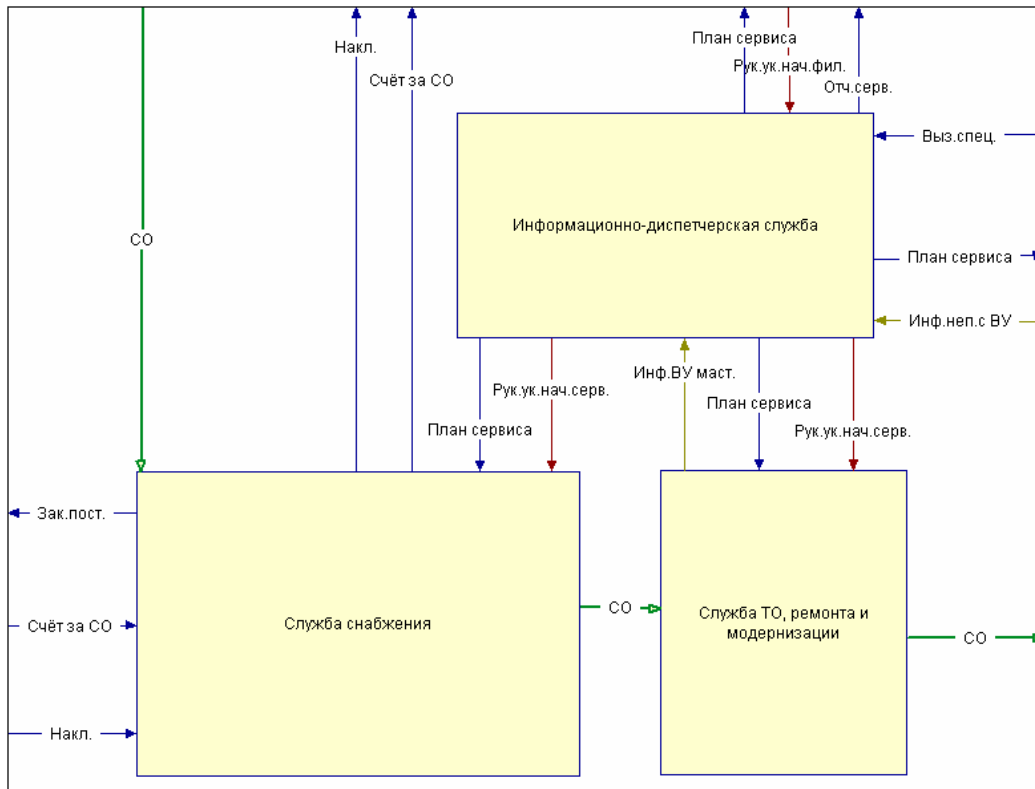 План сервиса
Накл.
Рук.ук.нач.фил.
Счёт за СО
Отч.серв.
Выз.спец.
Информационно-диспетчерская служба
СО
План сервиса
Инф.неп.с ВУ
Инф.ВУ маст.
Рук.ук.нач.серв.
План сервиса
План сервиса
Рук.ук.нач.серв.
Зак.пост.
СО
Служба ТО, ремонта и
модернизации
Счёт за СО
Служба снабжения
СО
Накл.